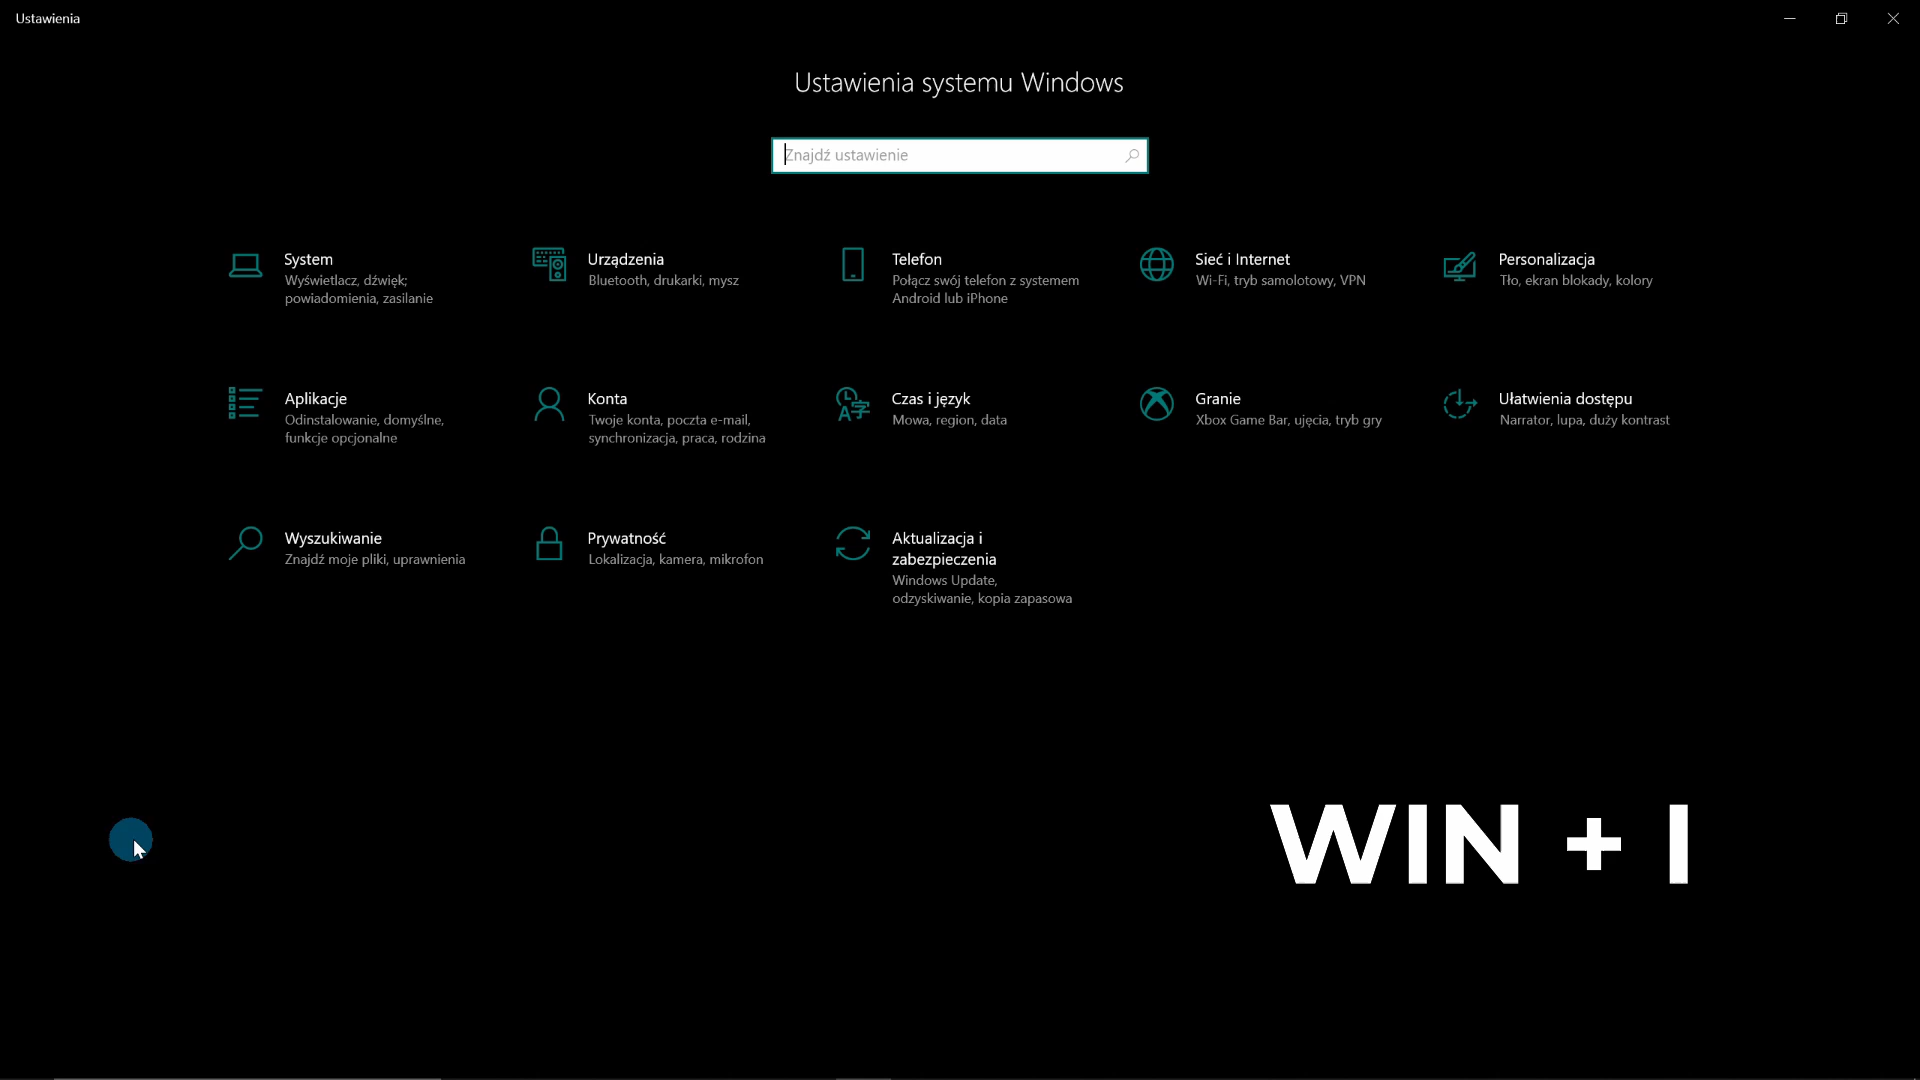 Ustawienia
Ustawienia systemu Windows
Znajdź ustawienie
System
Wyświetlacz, dźwięk;
powiadomienia, zasilanie
Urządzenia
Bluetooth, drukarki, mysz
Telefon
Połącz swój telefon z systemem
Android lub iPhone
Sieć i Internet
Wi-Fi, tryb samolotowy, VPN
Personalizacja
Tło, ekran blokady, kolory
Aplikacje
Odinstalowanie, domyślne,
funkcje opcjonalne
Konta
Twoje konta, poczta e-mail,
synchronizacja, praca, rodzina
Czas i język
Mowa, region, data
Granie
Xbox Game Bar, ujęcia, tryb gry
Ułatwienia dostępu
Narrator, lupa, duży kontrast
Wyszukiwanie
Znajdź moje pliki, uprawnienia
Prywatność
Lokalizacja, kamera, mikrofon
Aktualizacja i
zabezpieczenia
Windows Update,
odzyskiwanie, kopia zapasowa
WIN + I